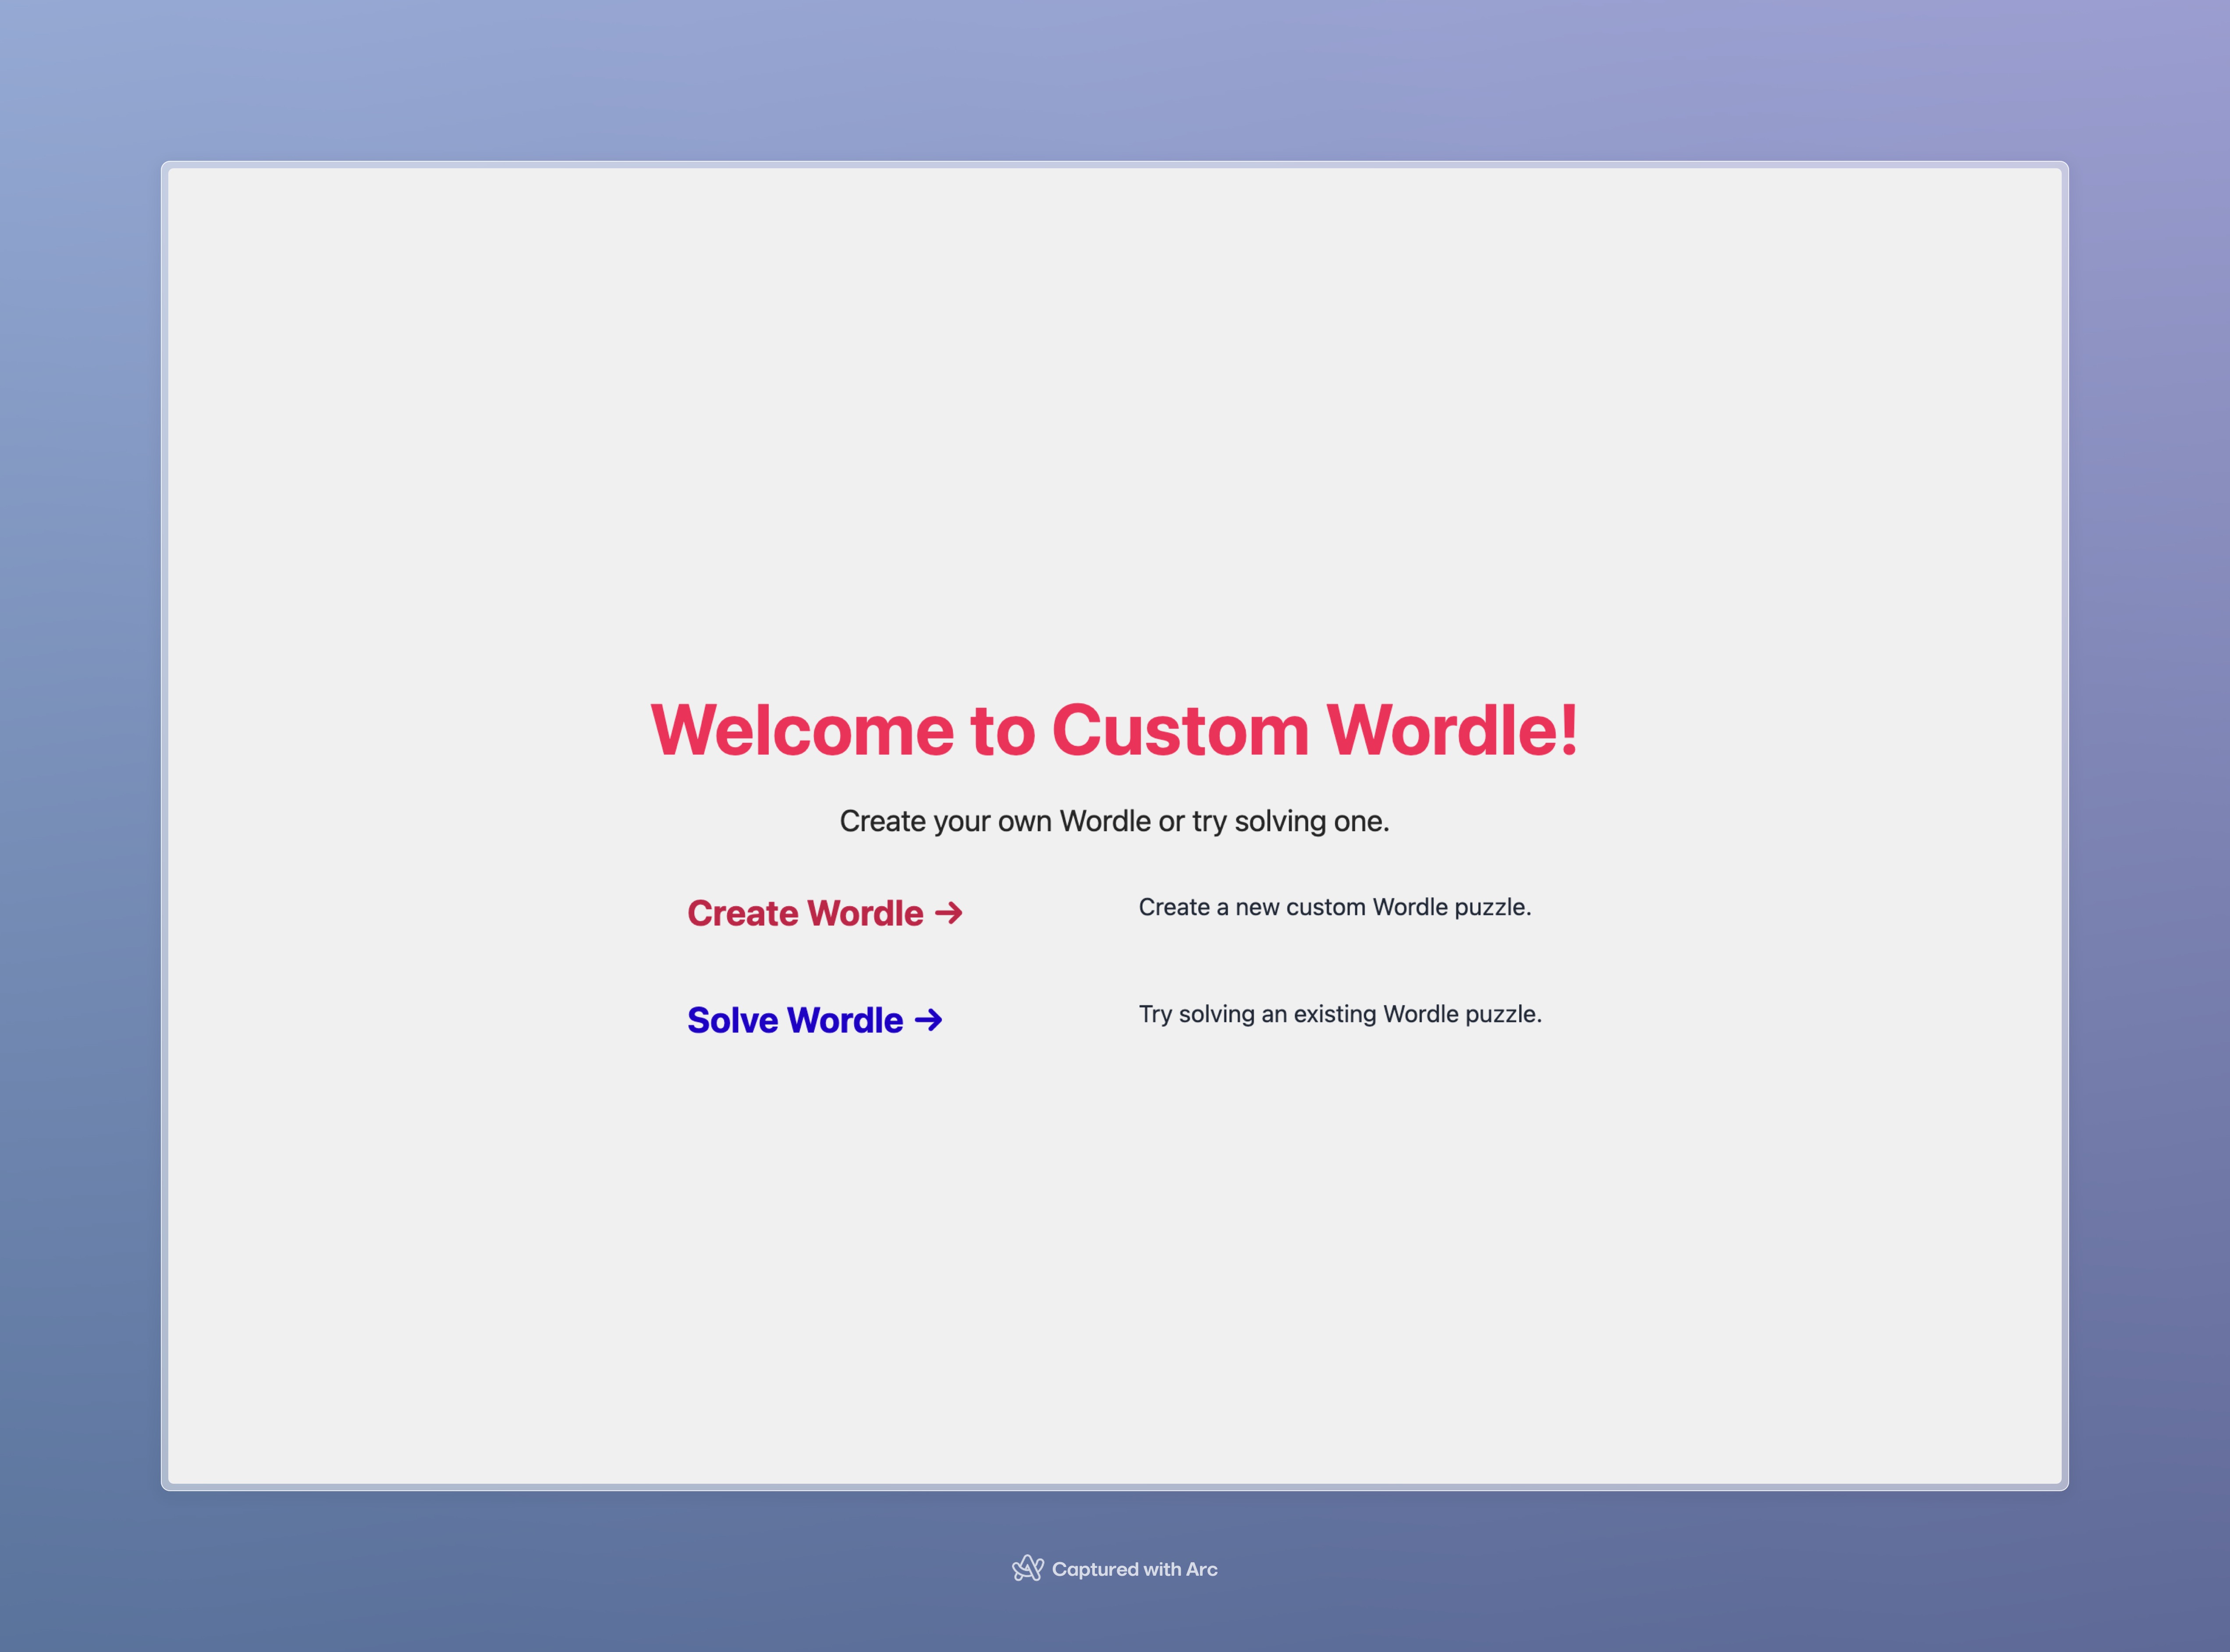 Welcome to Custom Wordle!
Create your own Wordle or try solving one.
Create Wordle → Create a new custom Wordle puzzle.
Solve Wordle → Try solving an existing Wordle puzzle.
Captured with Arc